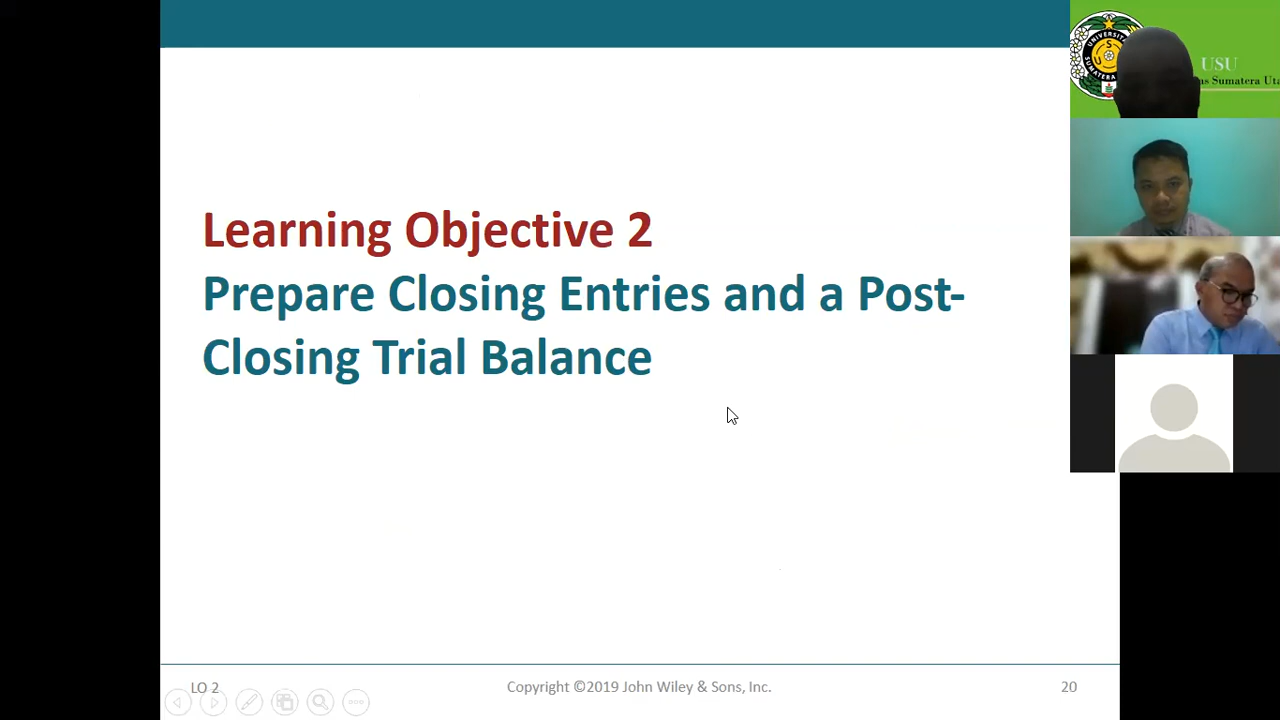 Learning Objective 2
Prepare Closing Entries and a Post-
Closing Trial Balance
LO 2
Copyright ©2019 John Wiley & Sons, Inc.
20
USU
as Sumatera Uta